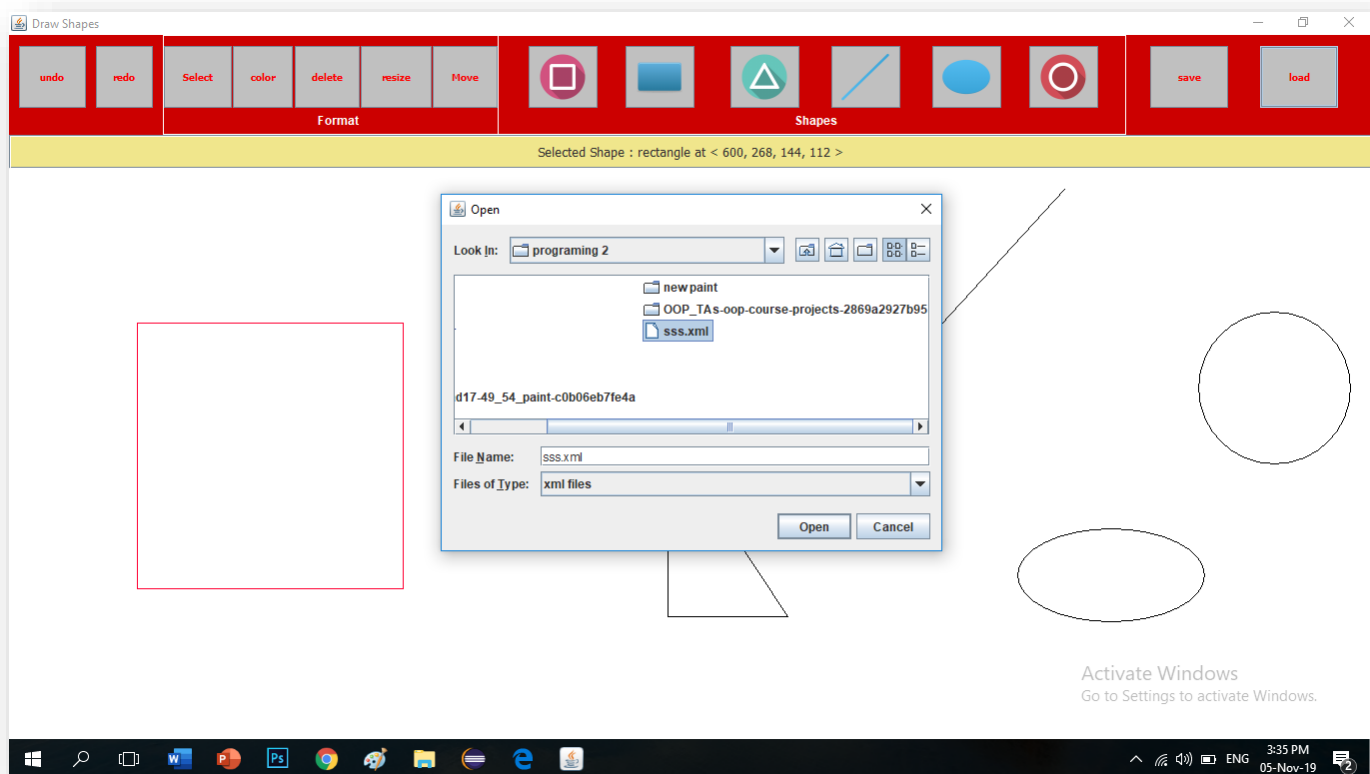 Draw Shapes
undo redo Select color delete resize Move save load
Format Shapes
Selected Shape : rectangle at < 600, 268, 144, 112 >
Open
Look In: programing 2
newpaint
OOP_TAs-oop-course-projects-2869a2927b95
sss.xml
d17-49_54_paint-c0b06eb7fe4a
File Name: sss.xml
Files of Type: xml files
Open Cancel
Activate Windows
Go to Settings to activate Windows.
W P Ps ENG 3:35 PM
05-Nov-19 2